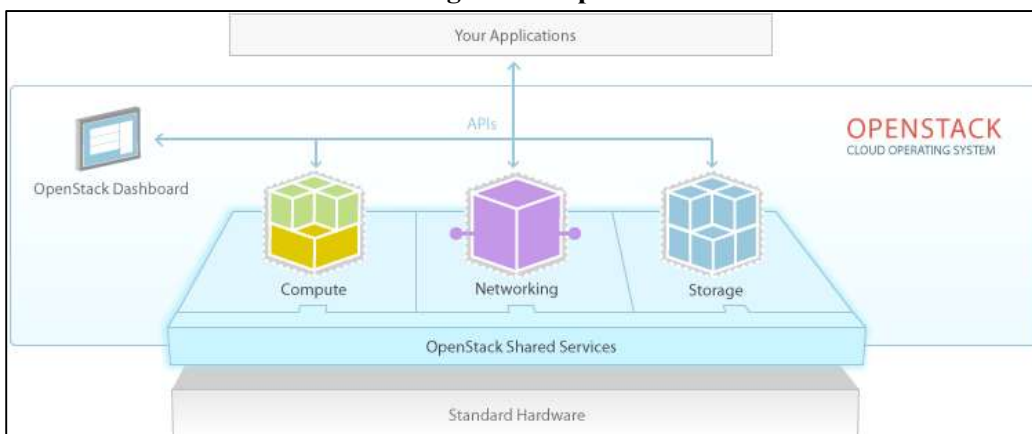 Your Applications
APIs
OPENSTACK
CLOUD OPERATING SYSTEM
OpenStack Dashboard
Compute
Networking
Storage
OpenStack Shared Services
Standard Hardware